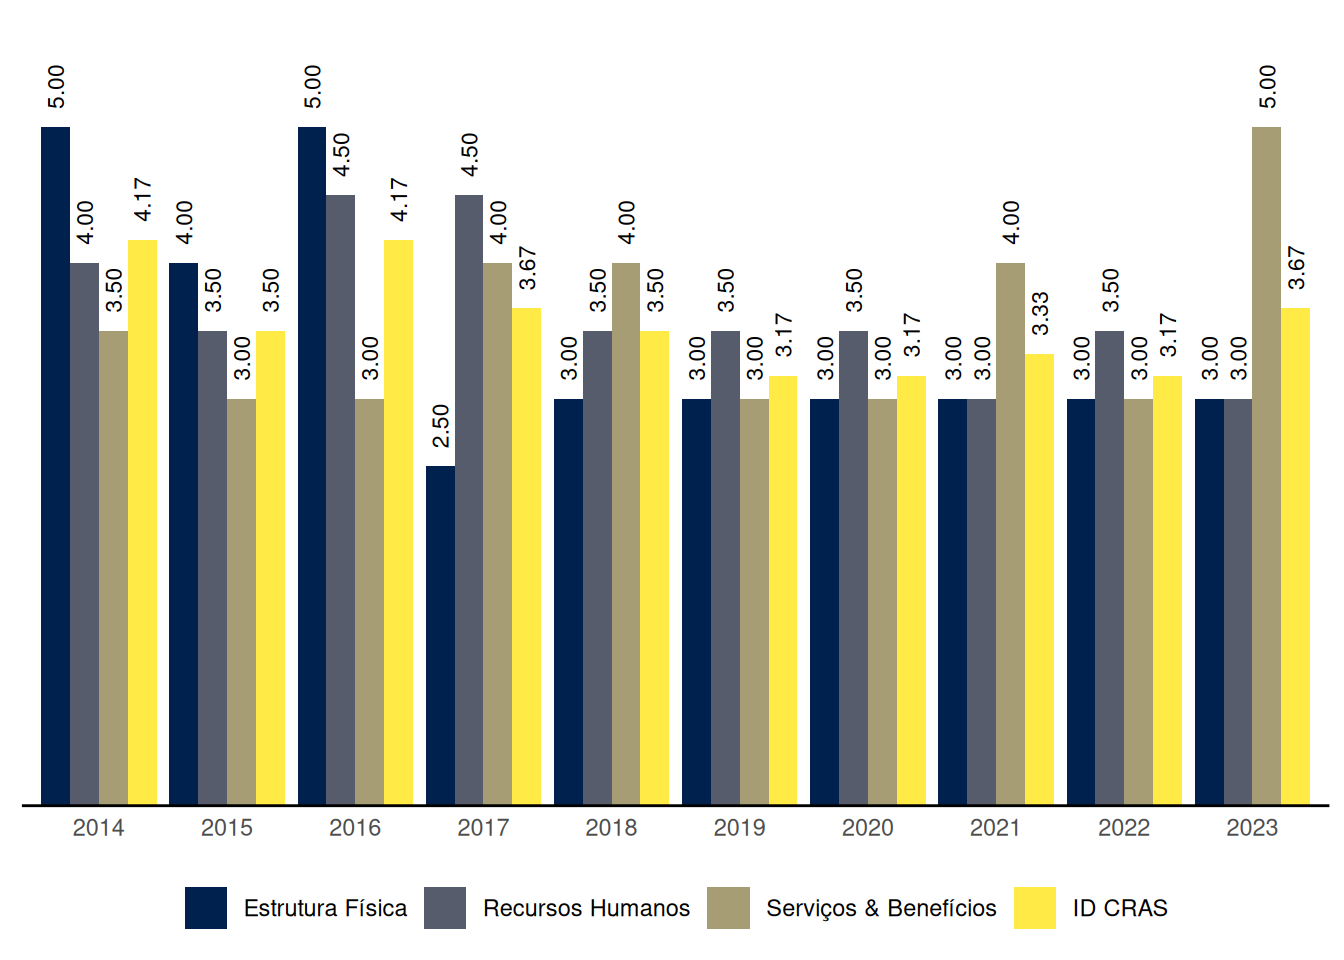 5.00 4.00 3.50 4.17
4.00 3.50 3.00 3.50
5.00 4.50 3.00 4.17
2.50 4.50 4.00 3.67
3.00 3.50 4.00 3.50
3.00 3.50 3.00 3.17
3.00 3.50 3.00 3.17
3.00 3.00 4.00 3.33
3.00 3.50 3.00 3.17
3.00 3.00 5.00 3.67
2014 2015 2016 2017 2018 2019 2020 2021 2022 2023
Estrutura Física Recursos Humanos Serviços & Benefícios ID CRAS